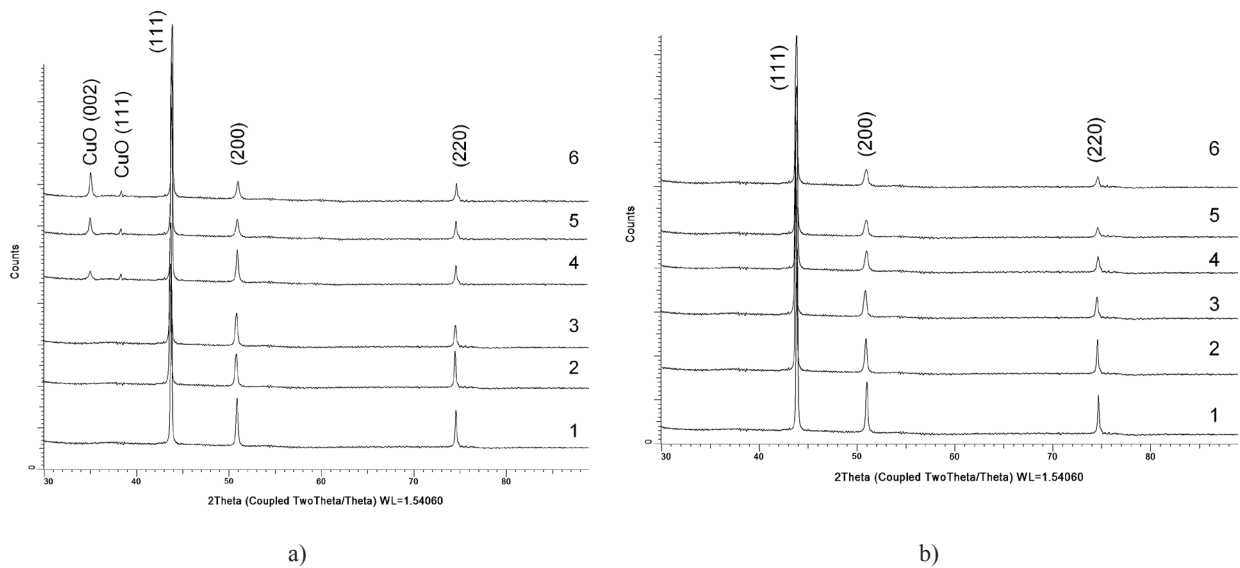 CuO (002)
CuO (111)
(111)
(200)
(220)
6
5
4
3
2
1
Counts
0
30 40 50 60 70 80
2Theta (Coupled TwoTheta/Theta) WL=1.54060
a)
(111)
(200)
(220)
6
5
4
3
2
1
Counts
0
30 40 50 60 70 80
2Theta (Coupled TwoTheta/Theta) WL=1.54060
b)